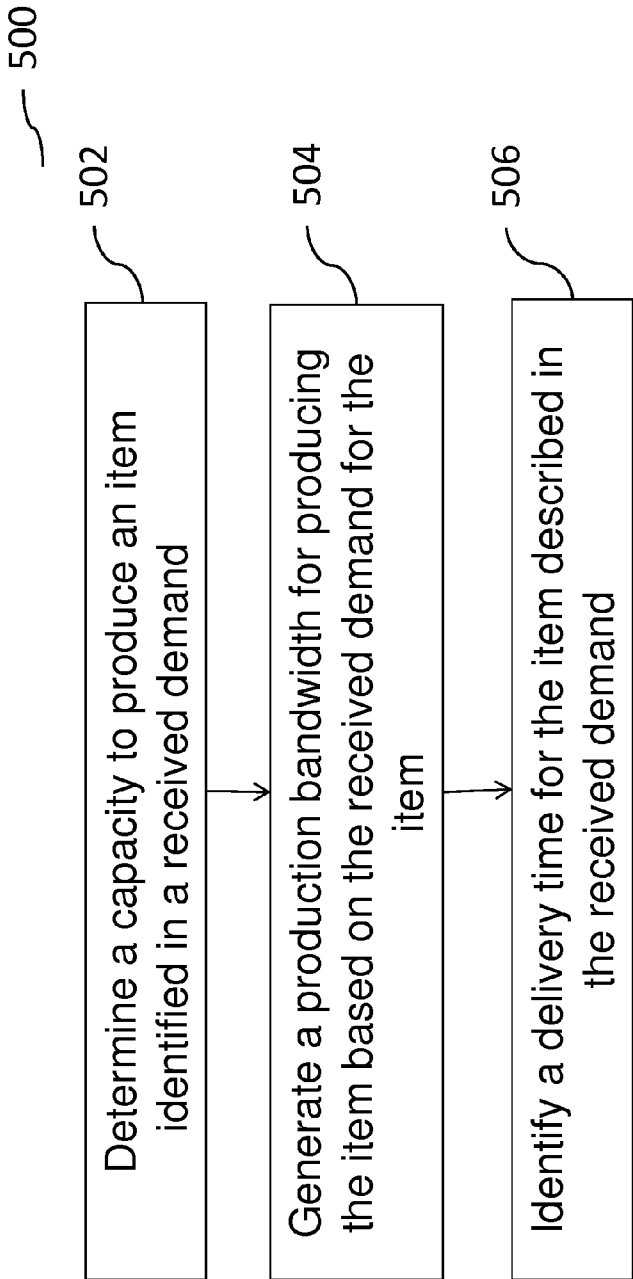 500
502
Determine a capacity to produce an item
identified in a received demand
504
Generate a production bandwidth for producing
the item based on the received demand for the
item
506
Identify a delivery time for the item described in
the received demand